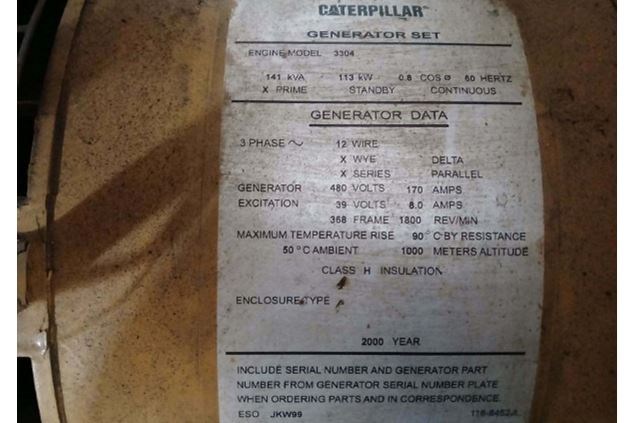 CATERPILLAR
GENERATOR SET
ENGINE MODEL 3304
141 kVA 113 kW 0.8 COS Ø 60 HERTZ
X PRIME STANDBY CONTINUOUS
GENERATOR DATA
3 PHASE ~ 12 WIRE
X WYE DELTA
X SERIES PARALLEL
GENERATOR 480 VOLTS 170 AMPS
EXCITATION 39 VOLTS 6.0 AMPS
368 FRAME 1800 REV/MIN
MAXIMUM TEMPERATURE RISE 90° C BY RESISTANCE
50 °C AMBIENT 1000 METERS ALTITUDE
CLASS H INSULATION
ENCLOSURE TYPE
2000 YEAR
INCLUDE SERIAL NUMBER AND GENERATOR PART
NUMBER FROM GENERATOR SERIAL NUMBER PLATE
WHEN ORDERING PARTS AND IN CORRESPONDENCE.
ESO JKW99